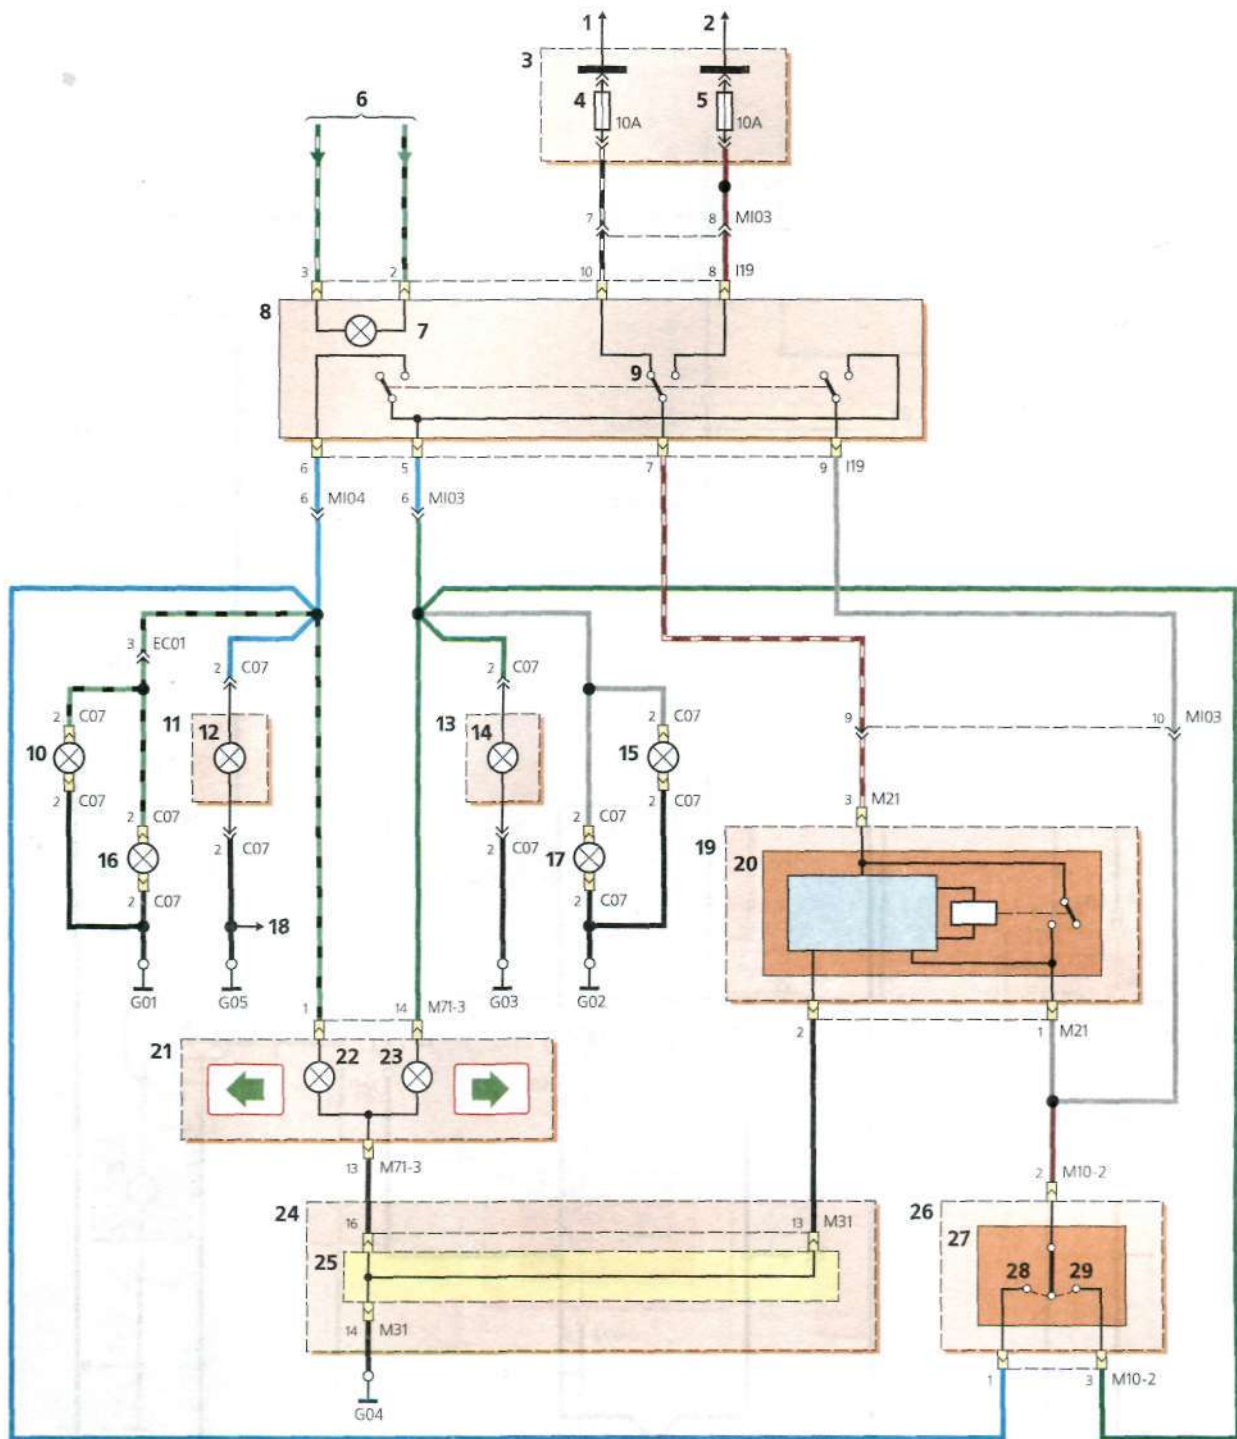 1 2
3
4 10A 5 10A
6
7 8 MI03
3 2 10 8 I19
8 7
9
6 5 7 9 I19
6 MI04 6 MI03
3 EC01
2 C07 2 C07
2 C07 11 12 13 14 2 C07 9 10 MI03
10 15
2 C07 2 C07
3 M21
2 C07 2 C07 2 C07 2 C07 2 C07
16 17 19 20
2 C07 2 C07
18
G01 G05 G03 G02
1 14 M71-3 2 1 M21
21 22 23
13 M71-3 2 M10-2
24 16 13 M31 26
25 27
28 29
14 M31
1 3 M10-2
G04